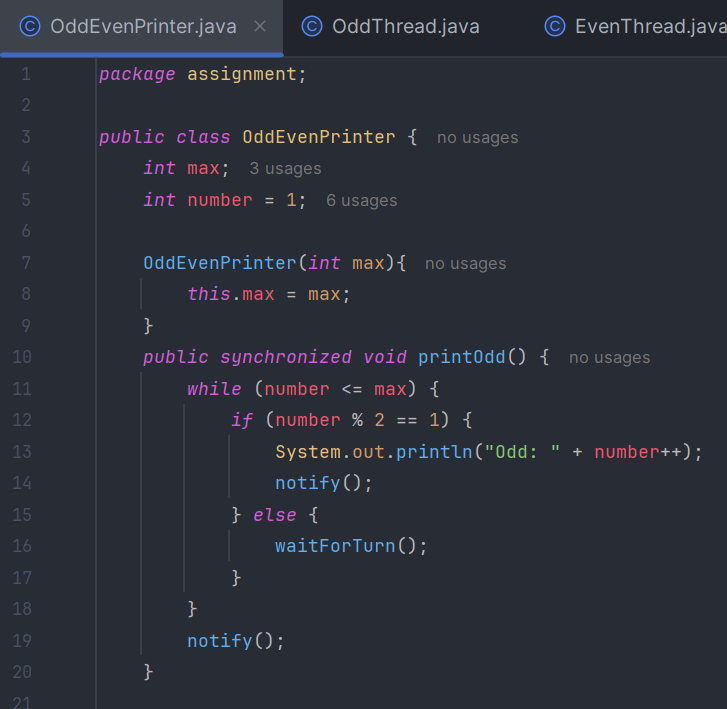 OddEvenPrinter.java × OddThread.java EvenThread.java
1 package assignment;
2
3 public class OddEvenPrinter { no usages
4 int max; 3 usages
5 int number = 1; 6 usages
6
7 OddEvenPrinter(int max){ no usages
8 this.max = max;
9 }
10 public synchronized void printOdd() { no usages
11 while (number <= max) {
12 if (number % 2 == 1) {
13 System.out.println("Odd: " + number++);
14 notify();
15 } else {
16 waitForTurn();
17 }
18 }
19 notify();
20 }
21